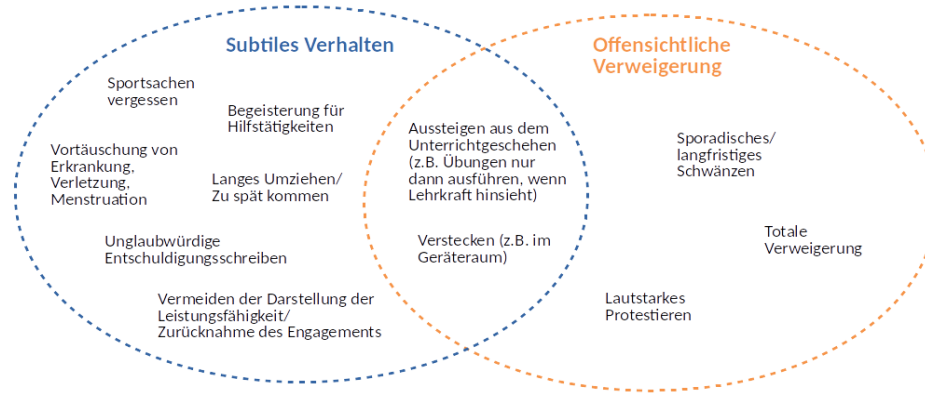 Subtiles Verhalten
Sportsachen
vergessen
Begeisterung für
Hilfstätigkeiten
Vortäuschung von
Erkrankung,
Verletzung,
Menstruation
Langes Umziehen/
Zu spät kommen
Unglaubwürdige
Entschuldigungsschreiben
Vermeiden der Darstellung der
Leistungsfähigkeit/
Zurücknahme des Engagements
Aussteigen aus dem
Unterrichtgeschehen
(z.B. Übungen nur
dann ausführen, wenn
Lehrkraft hinsieht)
Verstecken (z.B. im
Geräteraum)
Offensichtliche
Verweigerung
Sporadisches/
langfristiges
Schwänzen
Totale
Verweigerung
Lautstarkes
Protestieren